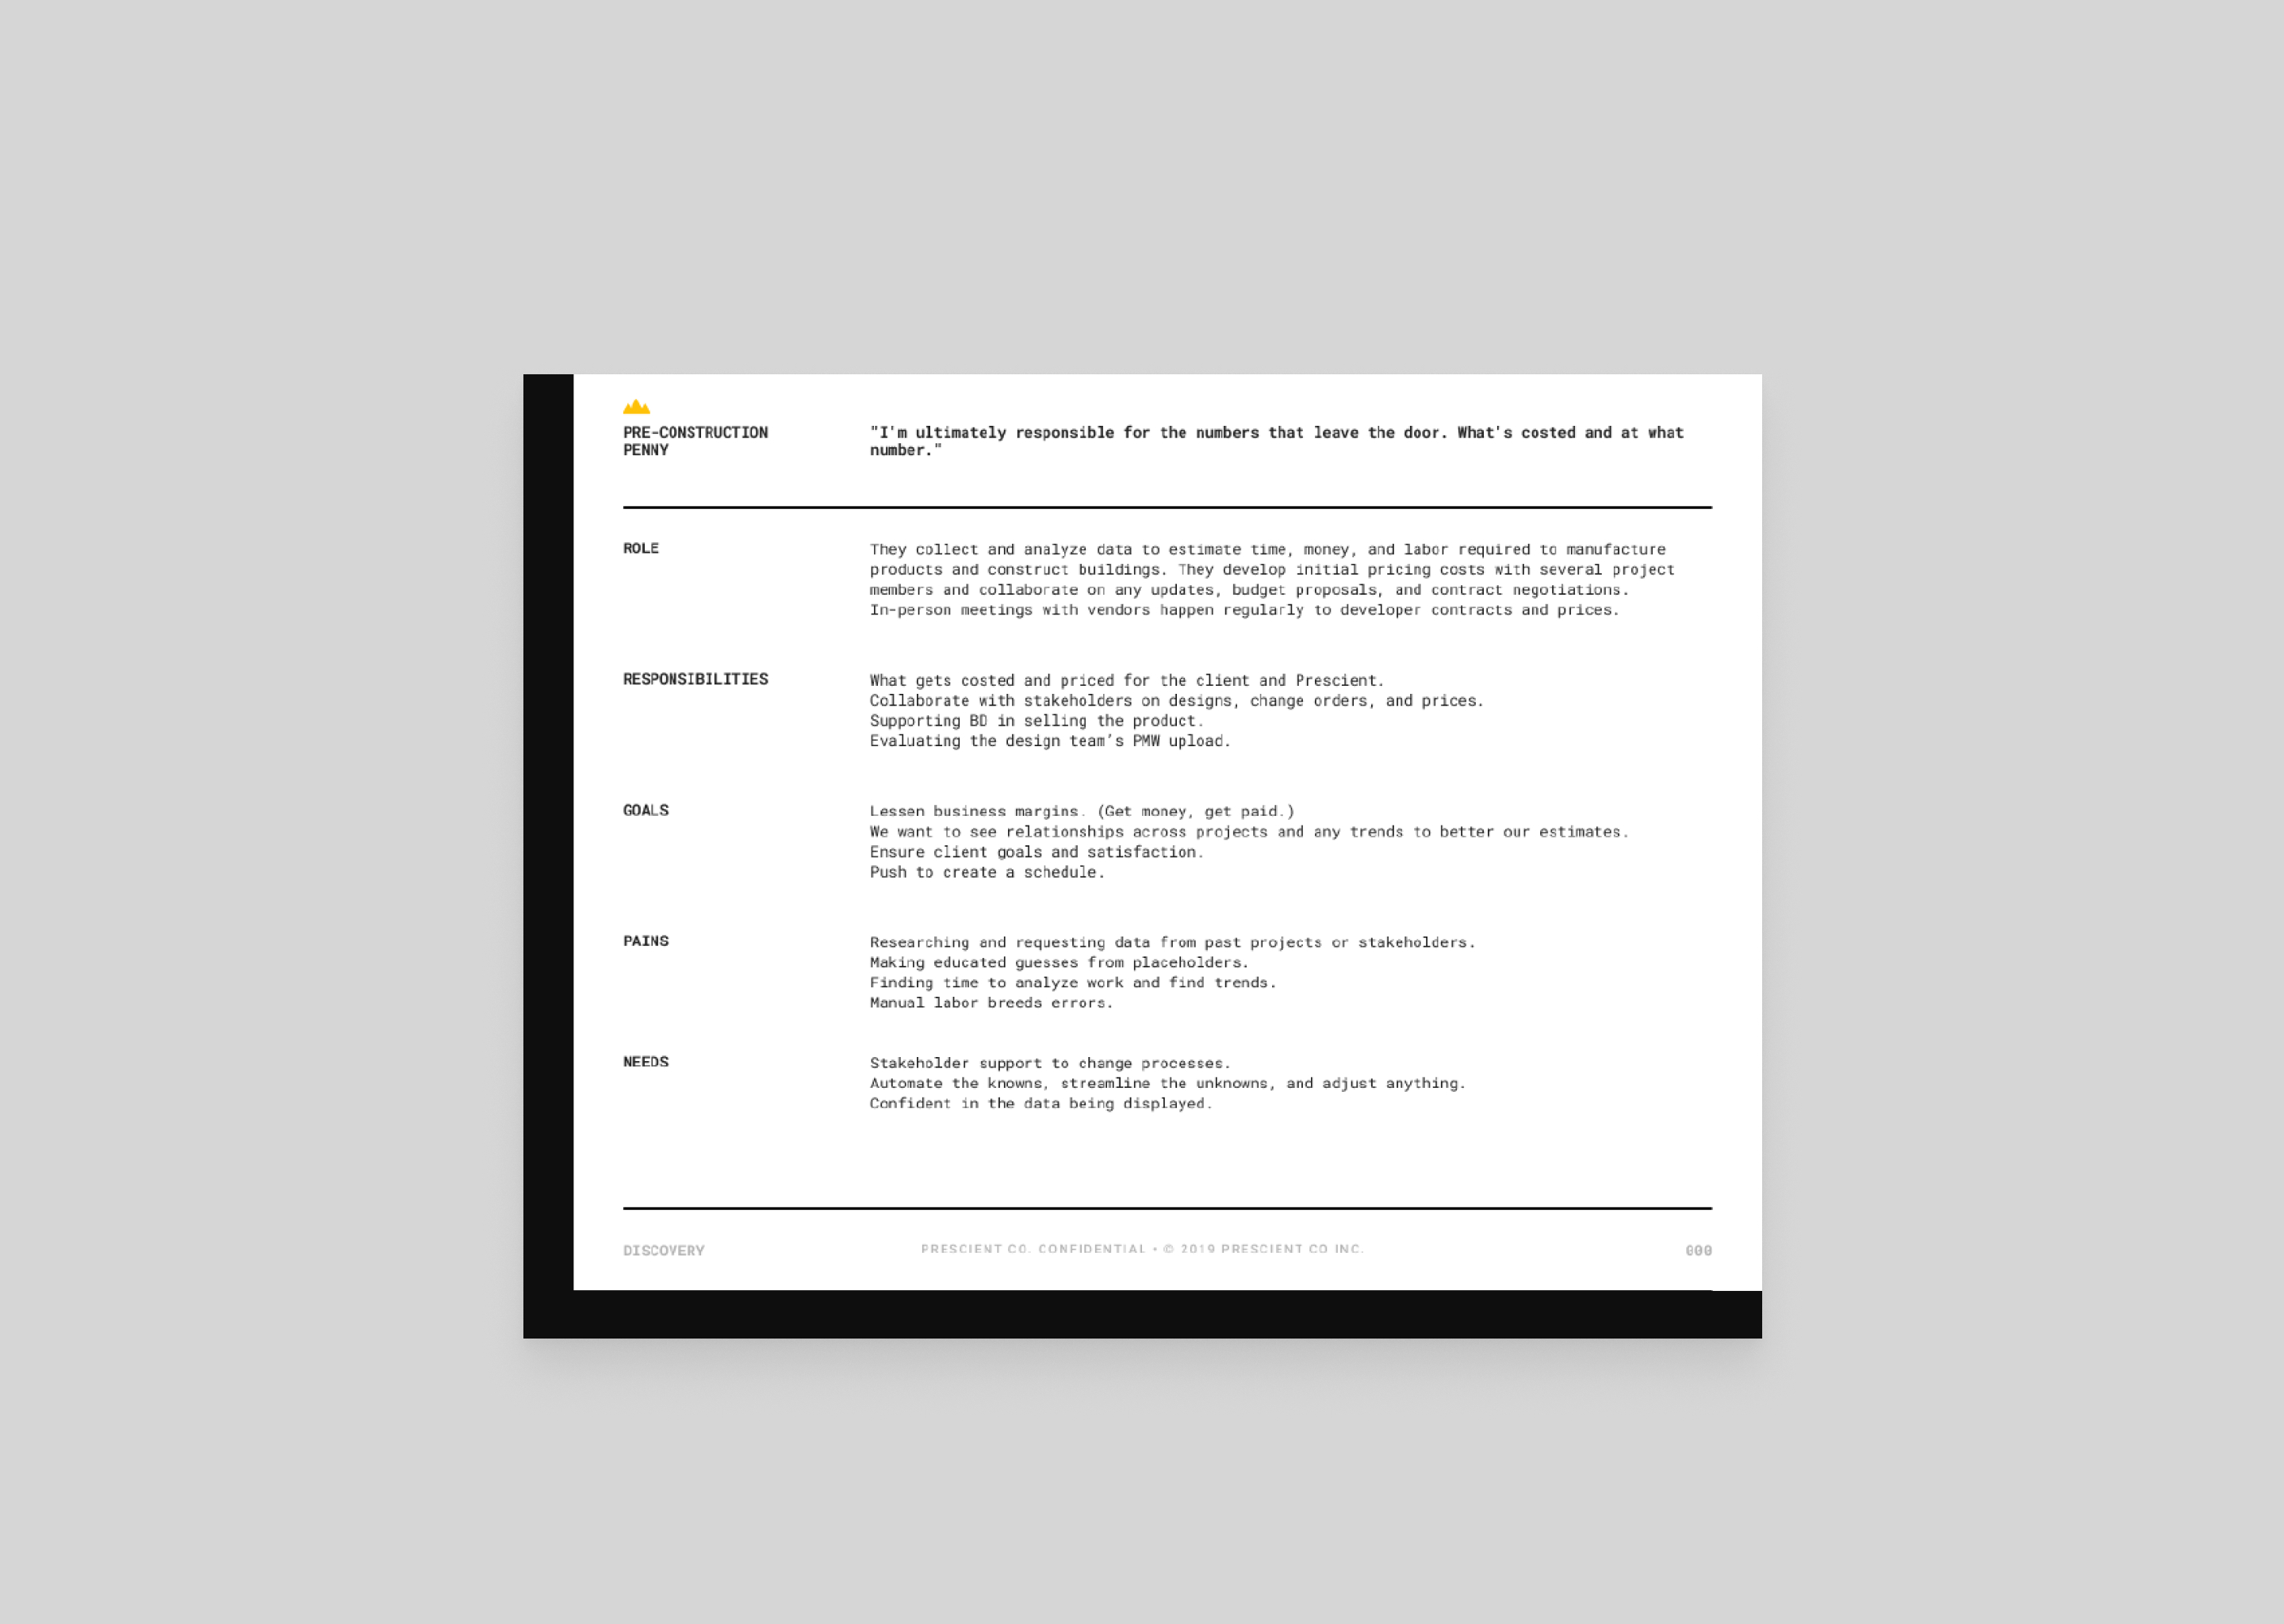 PRE-CONSTRUCTION
PENNY
"I'm ultimately responsible for the numbers that leave the door. What's costed and at what
number."
ROLE
They collect and analyze data to estimate time, money, and labor required to manufacture
products and construct buildings. They develop initial pricing costs with several project
members and collaborate on any updates, budget proposals, and contract negotiations.
In-person meetings with vendors happen regularly to developer contracts and prices.
RESPONSIBILITIES
What gets costed and priced for the client and Prescient.
Collaborate with stakeholders on designs, change orders, and prices.
Supporting BD in selling the product.
Evaluating the design team’s PMW upload.
GOALS
Lessen business margins. (Get money, get paid.)
We want to see relationships across projects and any trends to better our estimates.
Ensure client goals and satisfaction.
Push to create a schedule.
PAINS
Researching and requesting data from past projects or stakeholders.
Making educated guesses from placeholders.
Finding time to analyze work and find trends.
Manual labor breeds errors.
NEEDS
Stakeholder support to change processes.
Automate the knowns, streamline the unknowns, and adjust anything.
Confident in the data being displayed.
DISCOVERY
PRESCIENT CO. CONFIDENTIAL • © 2019 PRESCIENT CO INC.
000